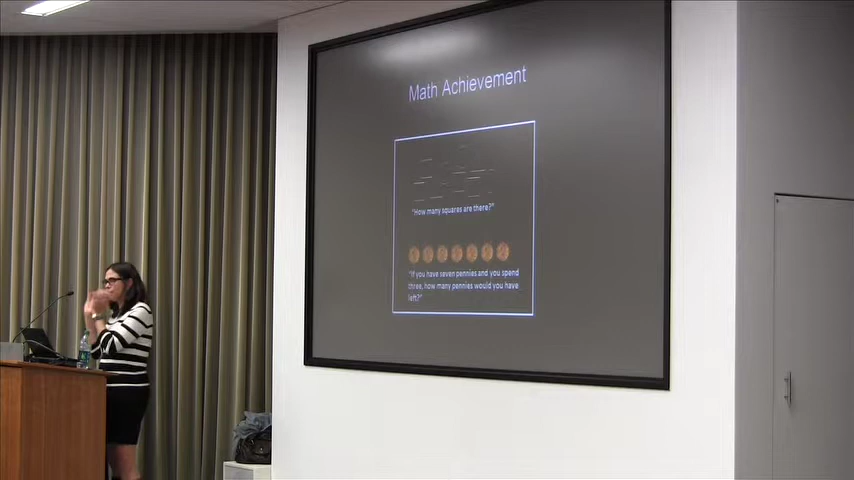 Math Achievement
"How many squares are there?"
"If you have seven pennies and you spend
three, how many pennies would you have
left?"